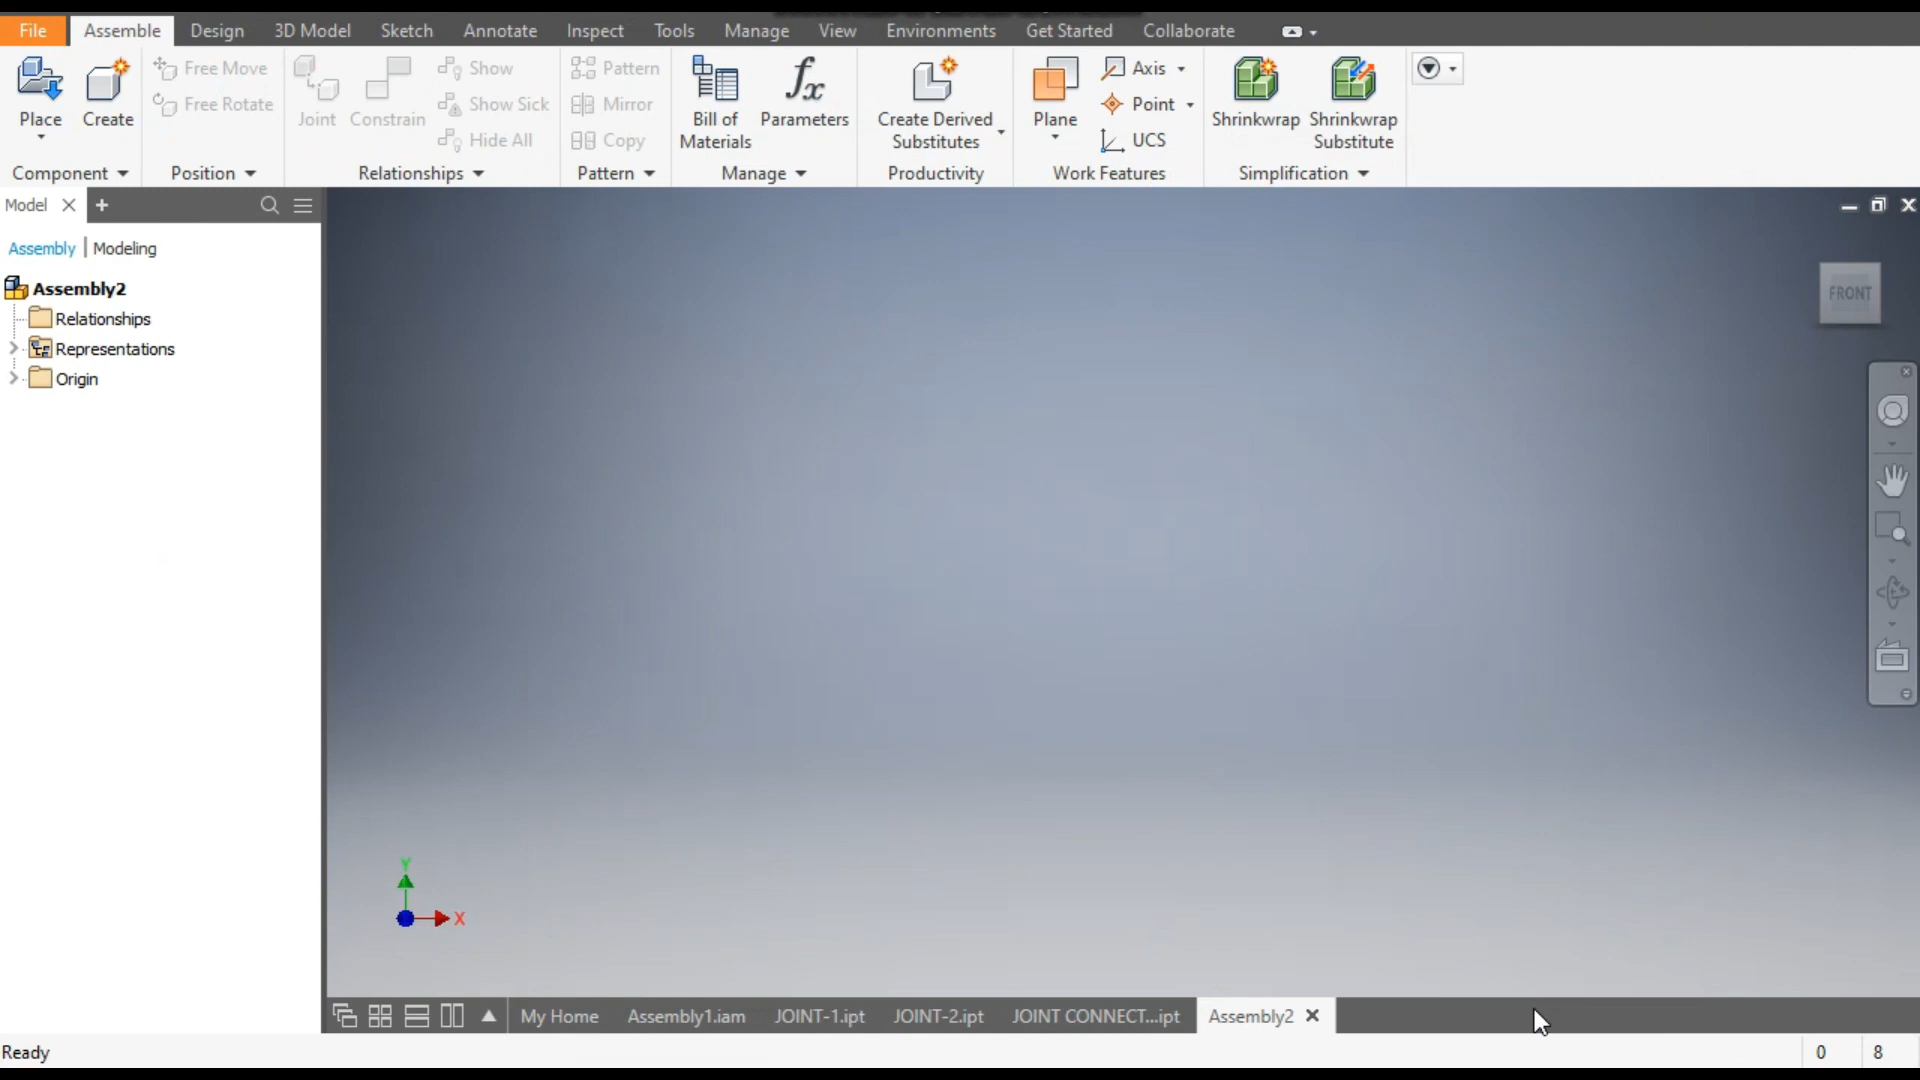 File Assemble Design 3D Model Sketch Annotate Inspect Tools Manage View Environments Get Started Collaborate
Place Create Free Move Free Rotate Joint Constrain Show Show Sick Hide All Pattern Mirror Copy Bill of Materials fx Parameters Create Derived Substitutes Plane Axis Point UCS Shrinkwrap Shrinkwrap Substitute
Component Position Relationships Pattern Manage Productivity Work Features Simplification
Model
Assembly | Modeling
Assembly2
Relationships
Representations
Origin
FRONT
Y
X
My Home Assembly1.iam JOINT-1.ipt JOINT-2.ipt JOINT CONNECT...ipt Assembly2
Ready 0 8